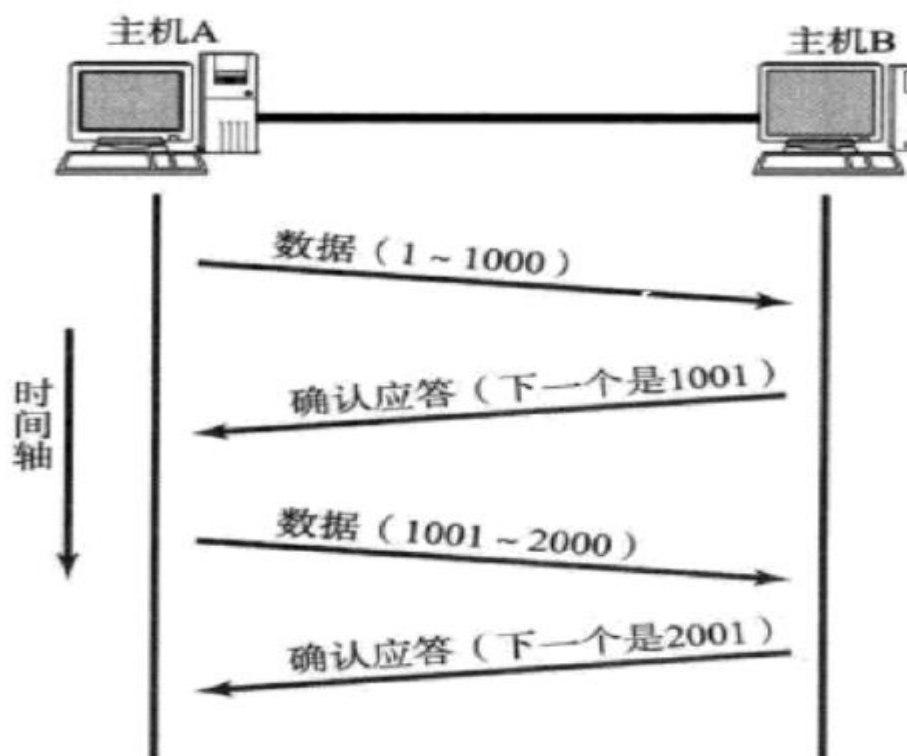 主机A
主机B
数据（1～1000）
确认应答（下一个是1001）
时间轴
数据（1001～2000）
确认应答（下一个是2001）